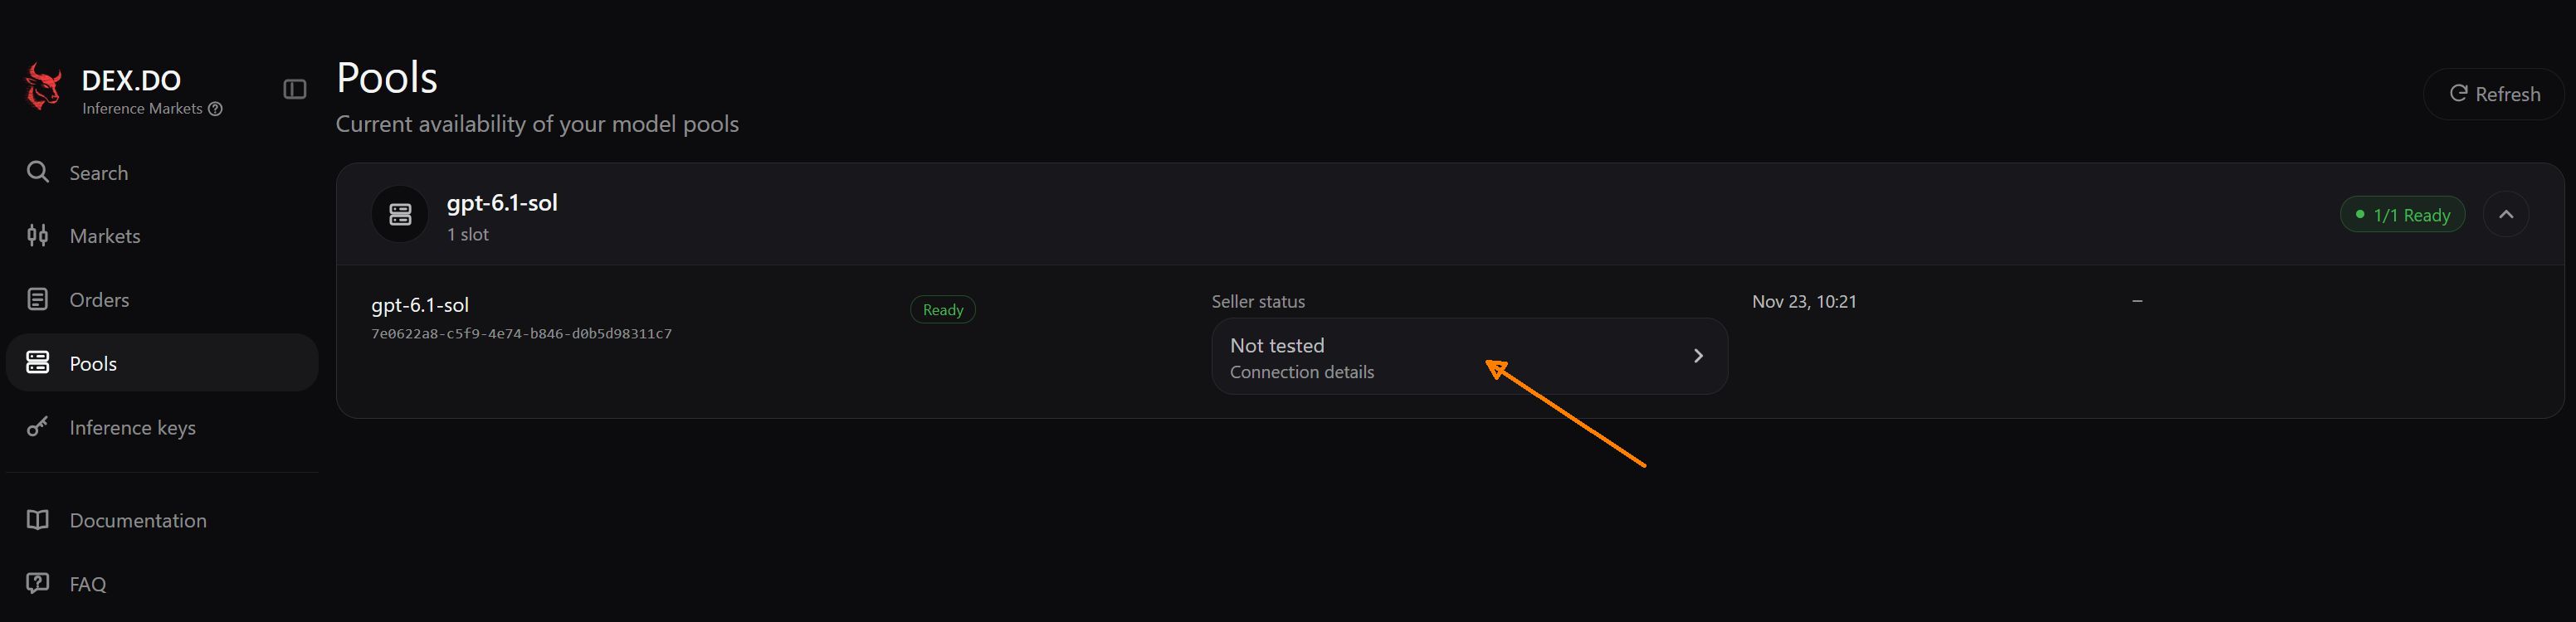 DEX.DO
Inference Markets
Search
Markets
Orders
Pools
Inference keys
Documentation
FAQ
Pools
Current availability of your model pools
Refresh
gpt-6.1-sol
1 slot
1/1 Ready
gpt-6.1-sol
7e0622a8-c5f9-4e74-b846-d0b5d98311c7
Ready
Seller status
Not tested
Connection details
Nov 23, 10:21
–